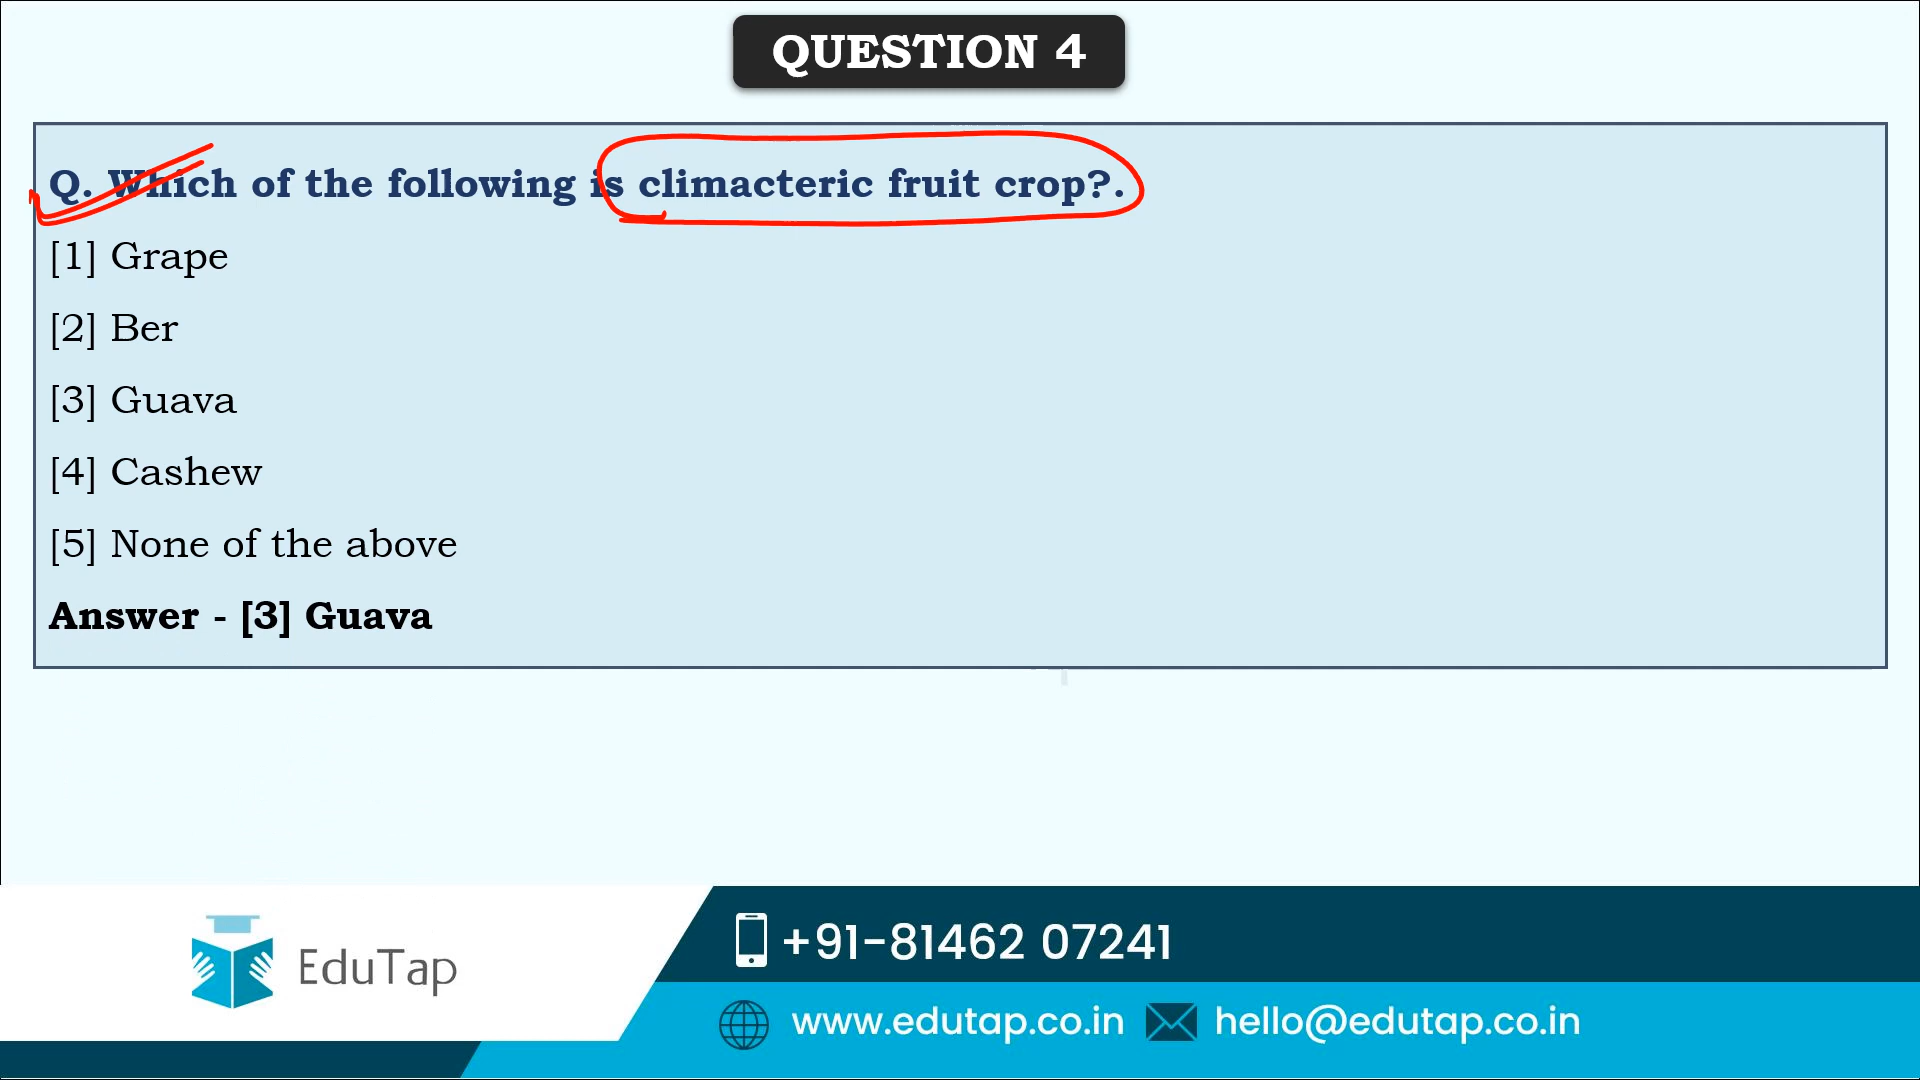 QUESTION 4
Q. Which of the following is climacteric fruit crop?.
[1] Grape
[2] Ber
[3] Guava
[4] Cashew
[5] None of the above
Answer - [3] Guava
EduTap
+91-81462 07241
www.edutap.co.in
hello@edutap.co.in